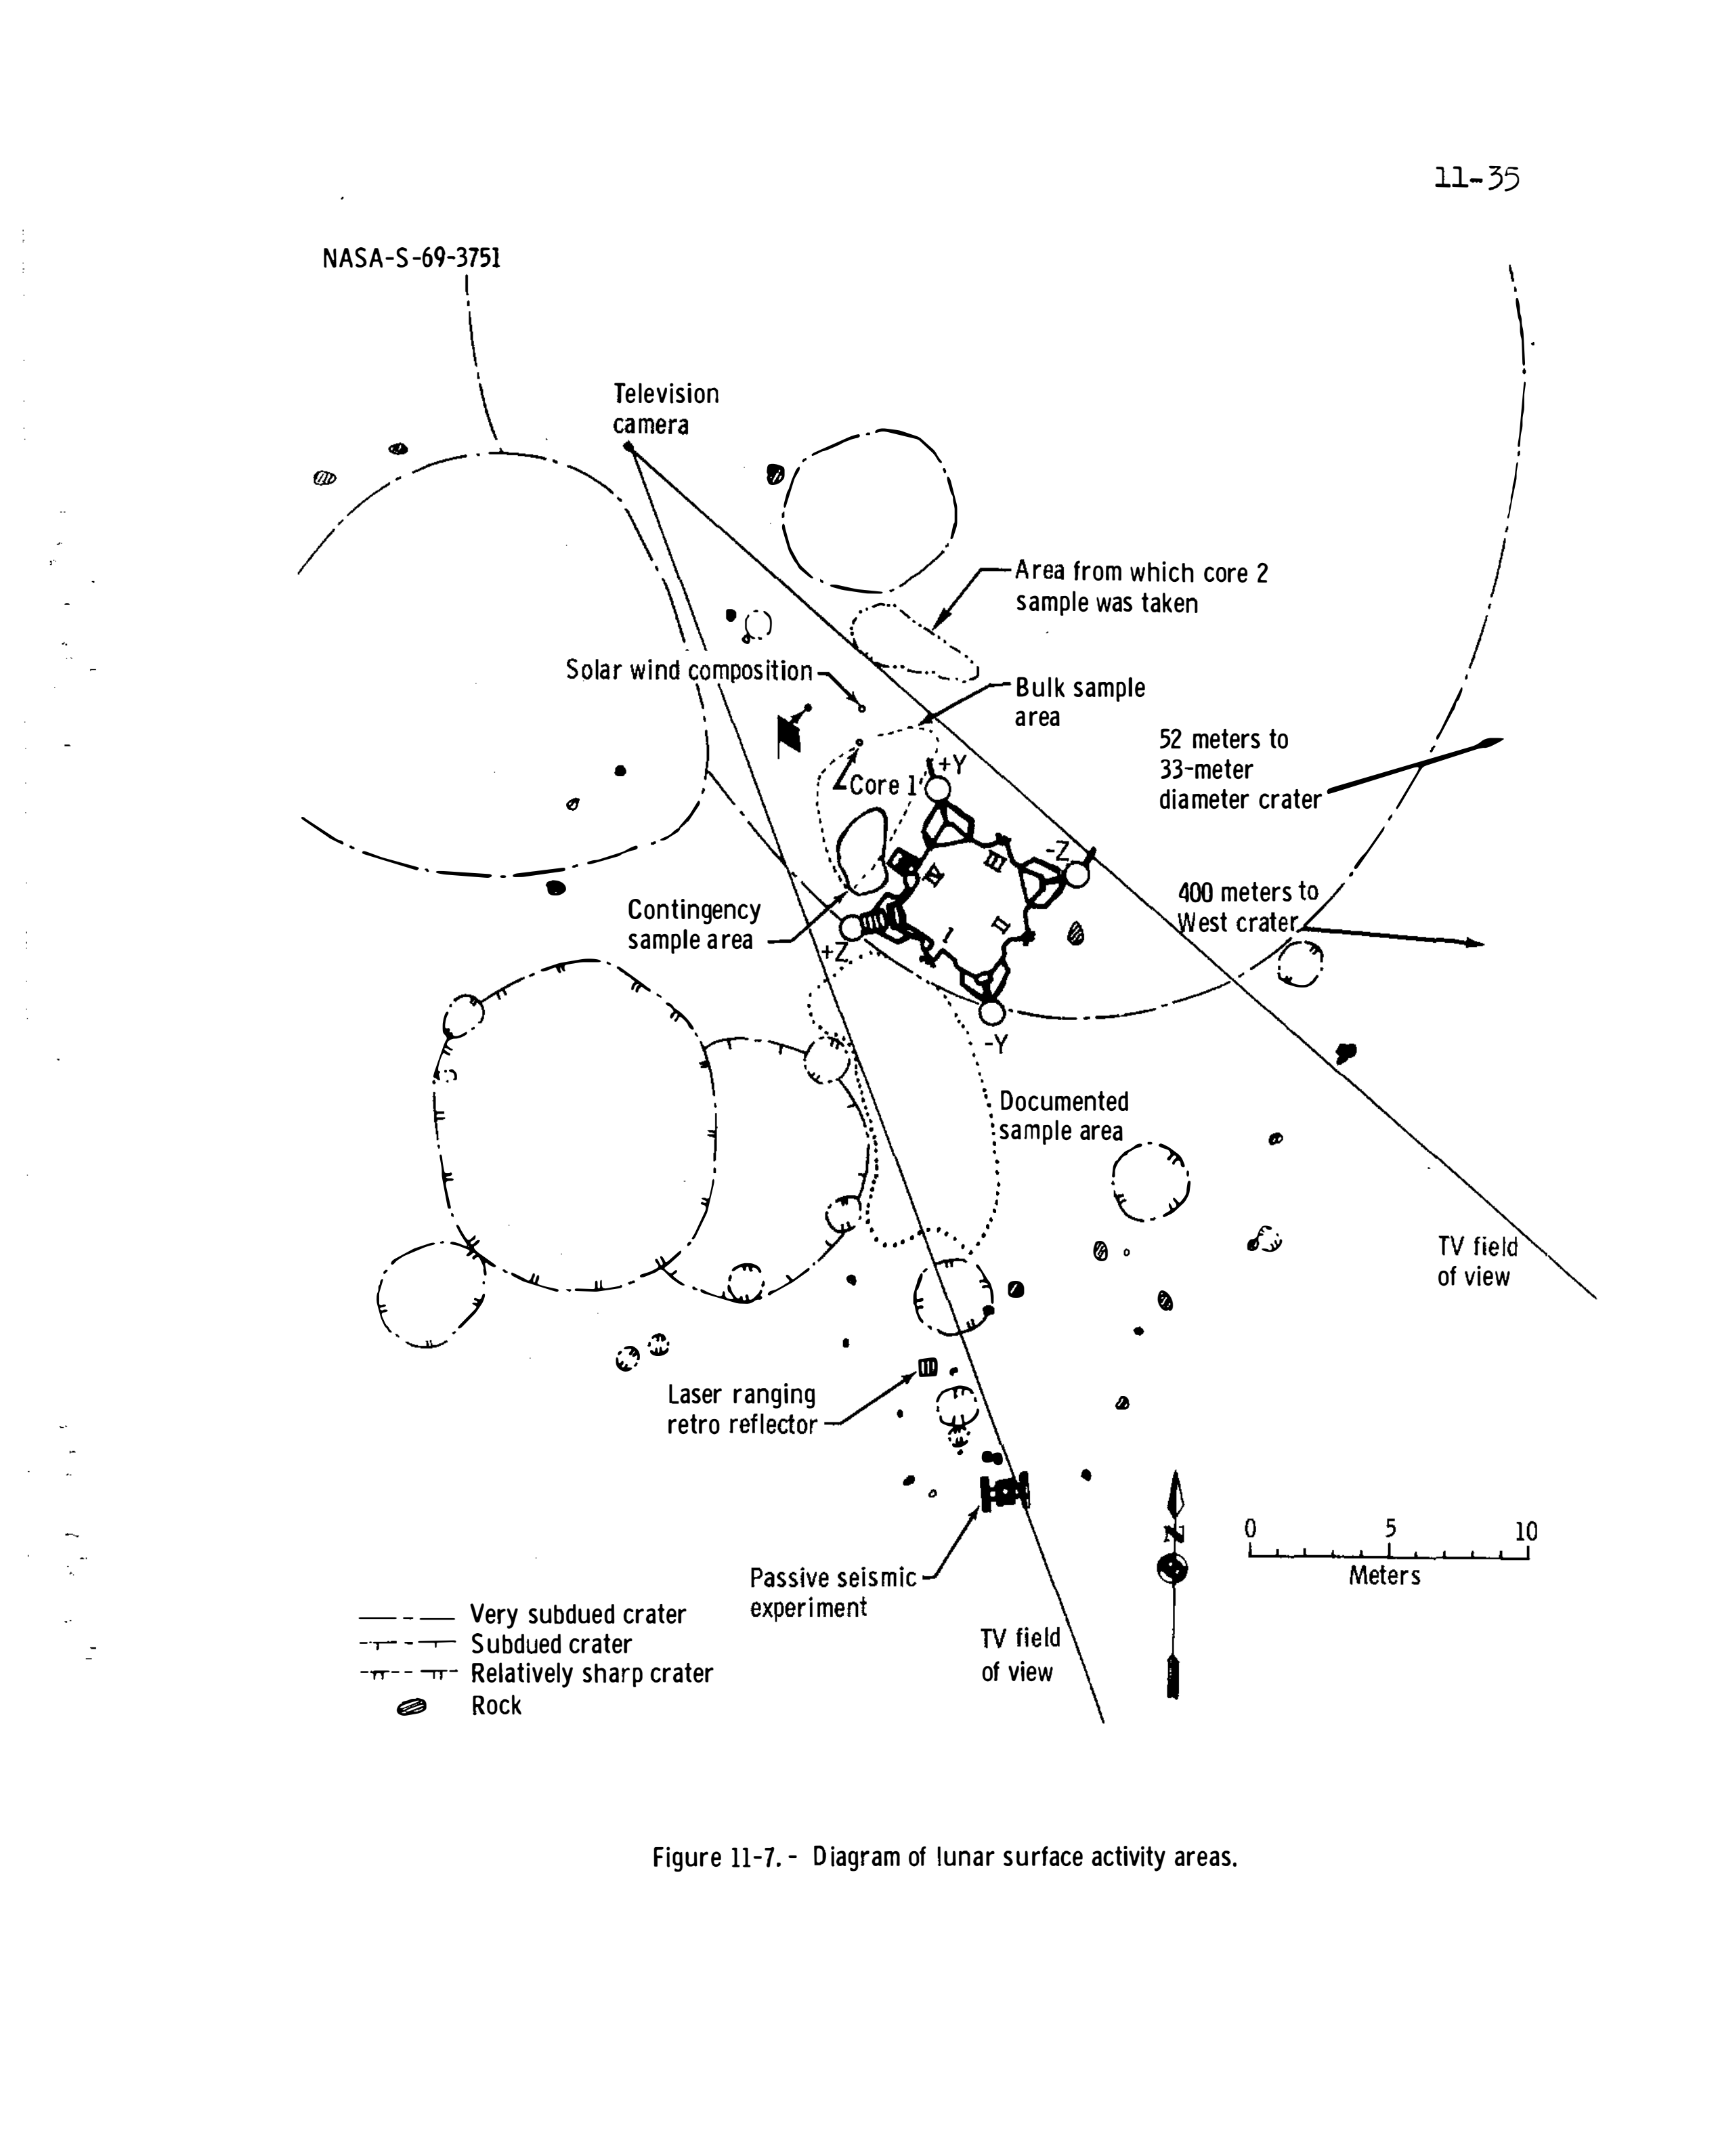 11-35
NASA-S-69-3751
Television
camera
Area from which core 2
sample was taken
Solar wind composition
Bulk sample
area
52 meters to
33-meter
diameter crater
+Y
Core 1
-Z
III
IV
400 meters to
West crater
Contingency
sample area
II
I
+Z
-Y
Documented
sample area
TV field
of view
Laser ranging
retro reflector
N
0 5 10
Meters
Passive seismic
experiment
Very subdued crater
Subdued crater
Relatively sharp crater
Rock
TV field
of view
Figure 11-7. - Diagram of lunar surface activity areas.